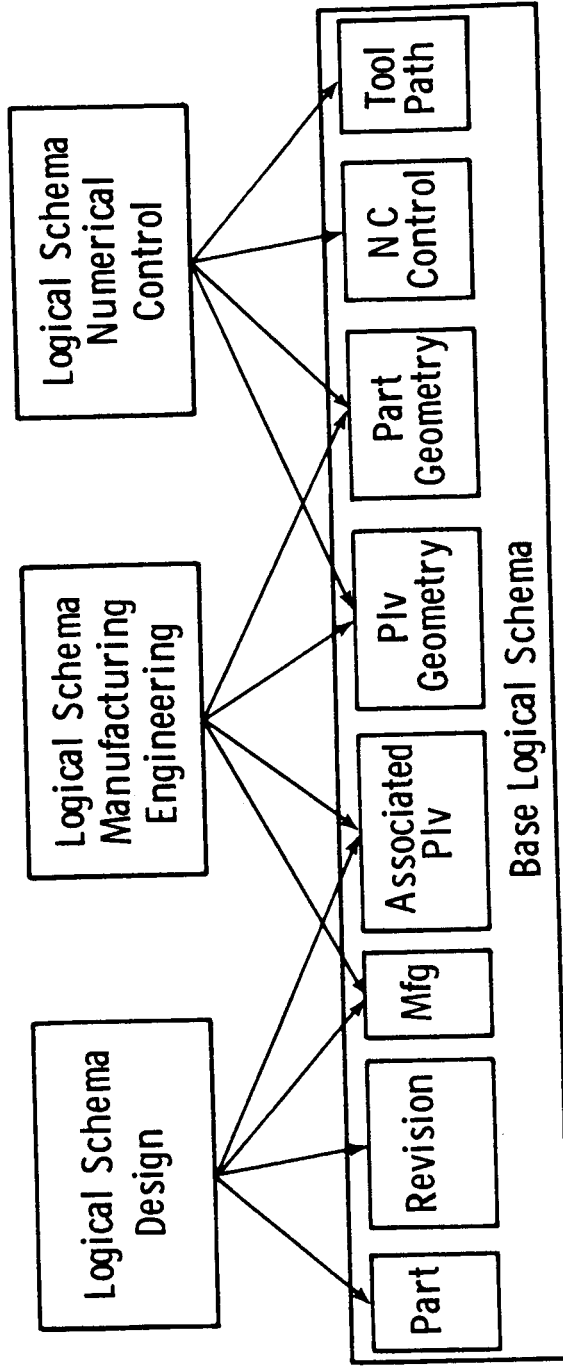 Logical Schema
Design
Logical Schema
Manufacturing
Engineering
Logical Schema
Numerical
Control
Part
Revision
Mfg
Associated
Plv
Plv
Geometry
Part
Geometry
NC
Control
Tool
Path
Base Logical Schema